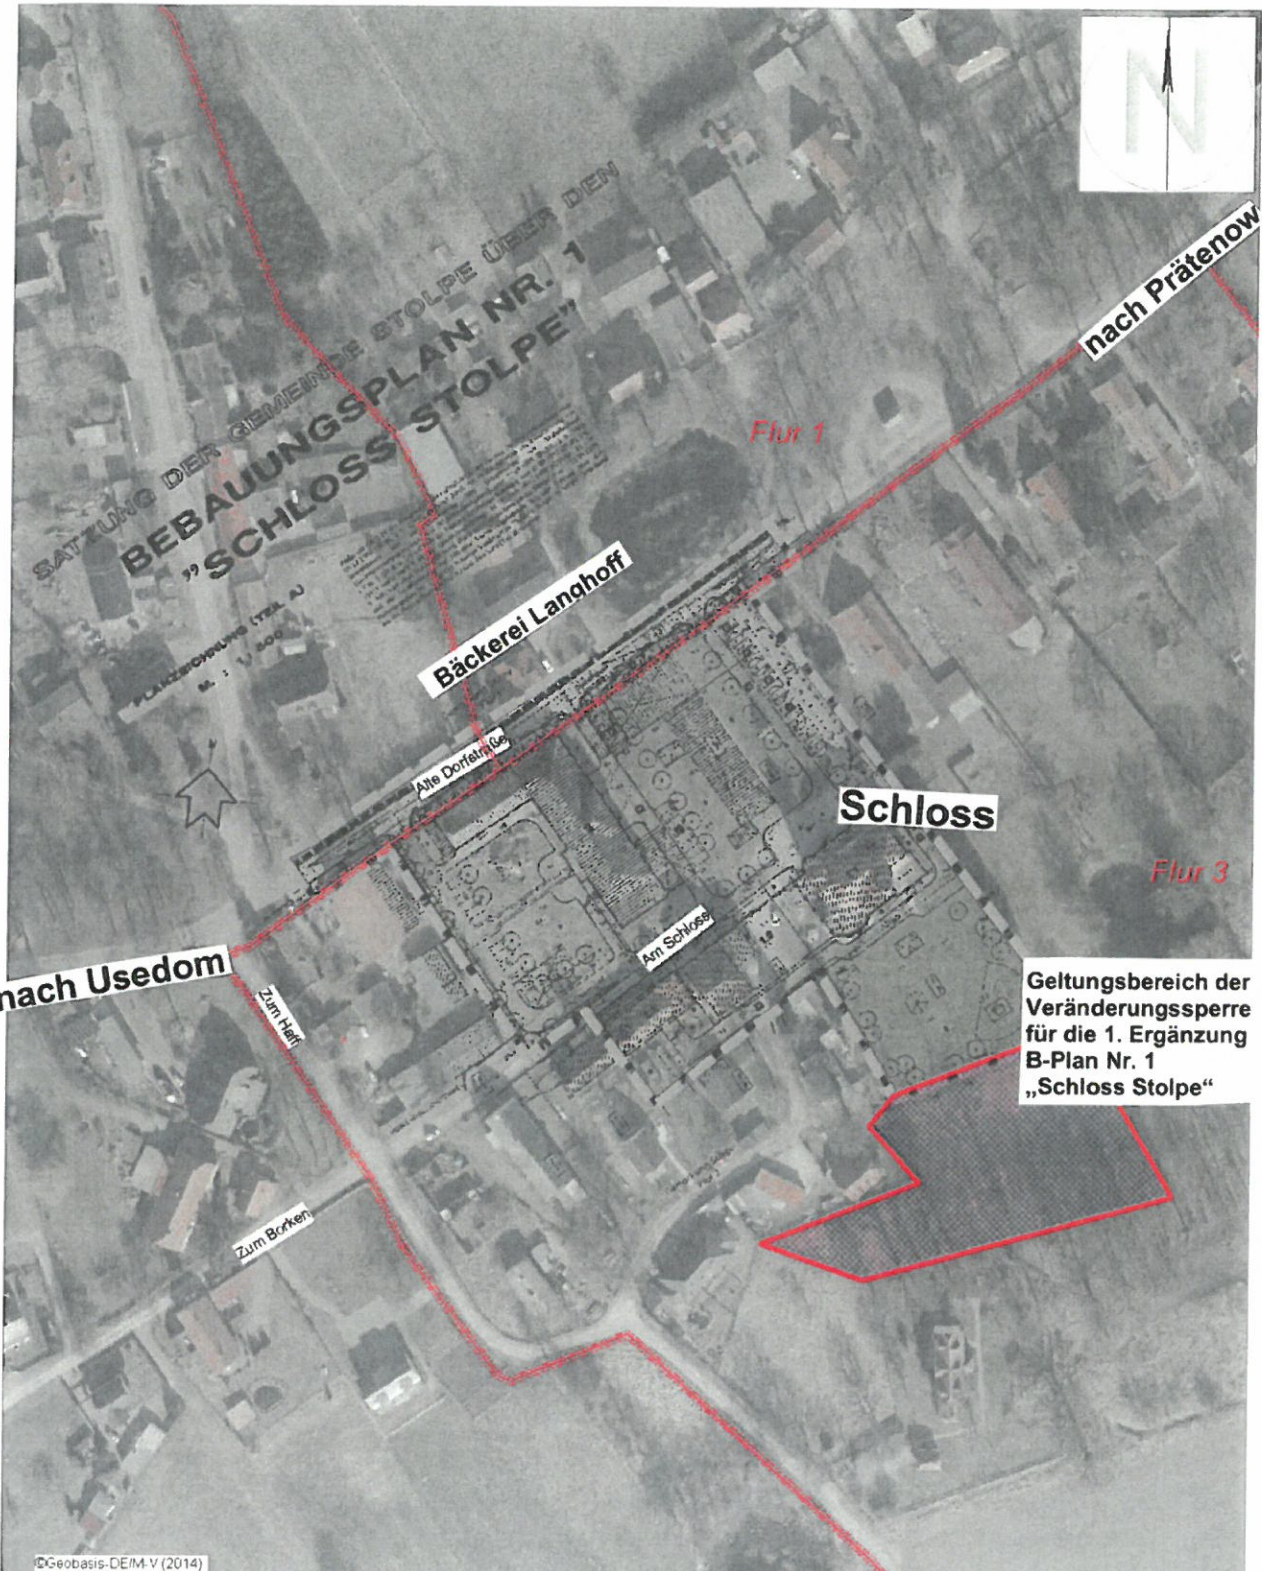 N
SATZUNG DER GEMEINDE STOLPE ÜBER DEN
BEBAUUNGSPLAN NR. 1
"SCHLOSS STOLPE"
PLANZEICHNUNG (TEIL A)
nach Prätenow
Flur 1
Bäckerei Langhoff
Alte Dorfstraße
Schloss
Flur 3
Am Schloss
nach Usedom
Zum Haff
Geltungsbereich der
Veränderungssperre
für die 1. Ergänzung
B-Plan Nr. 1
„Schloss Stolpe“
Zum Borken
©Geobasis-DE/M-V (2014)